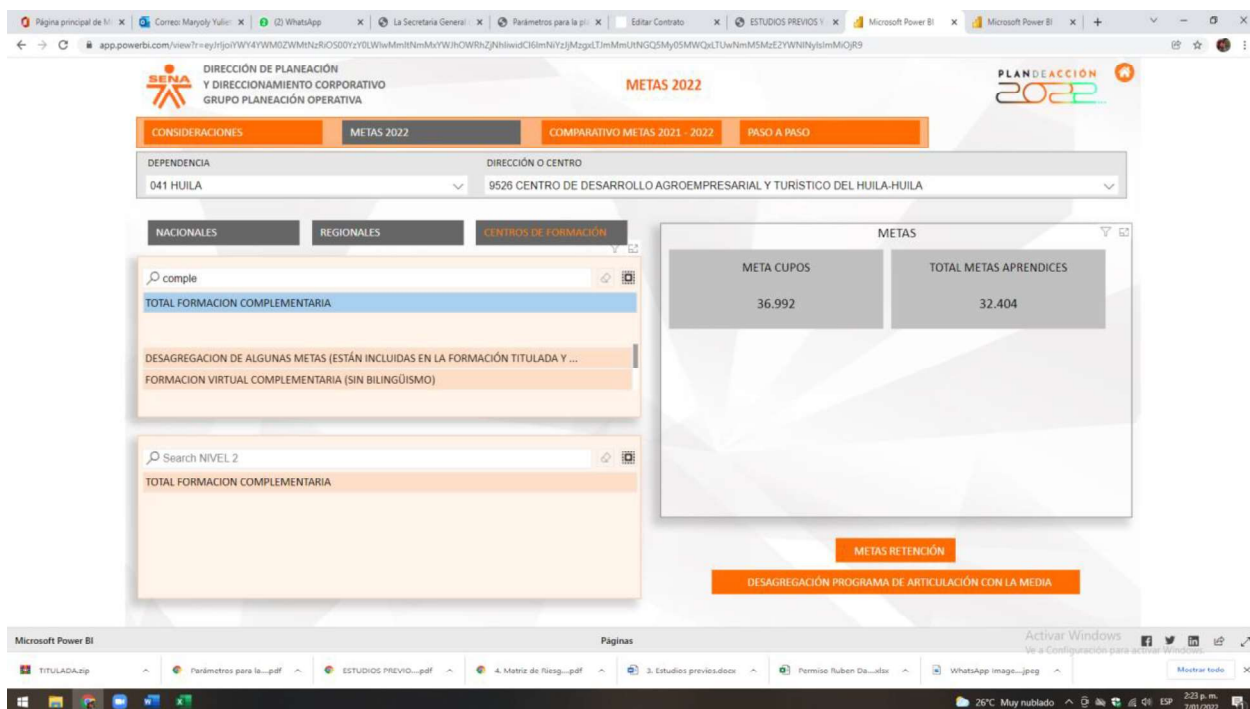 Página principal de Mi
Correo: Maryoly Yulie
(2) WhatsApp
La Secretaria General
Parámetros para la pl
Editar Contrato
ESTUDIOS PREVIOS Y
Microsoft Power BI
Microsoft Power BI
DIRECCIÓN DE PLANEACIÓN
Y DIRECCIONAMIENTO CORPORATIVO
GRUPO PLANEACIÓN OPERATIVA
SENA
METAS 2022
PLAN DE ACCIÓN
2022
CONSIDERACIONES
METAS 2022
COMPARATIVO METAS 2021 - 2022
PASO A PASO
DEPENDENCIA
DIRECCIÓN O CENTRO
041 HUILA
9526 CENTRO DE DESARROLLO AGROEMPRESARIAL Y TURÍSTICO DEL HUILA-HUILA
NACIONALES
REGIONALES
CENTROS DE FORMACIÓN
METAS
comple
META CUPOS
TOTAL METAS APRENDICES
TOTAL FORMACION COMPLEMENTARIA
36.992
32.404
DESAGREGACION DE ALGUNAS METAS (ESTÁN INCLUIDAS EN LA FORMACIÓN TITULADA Y ...
FORMACION VIRTUAL COMPLEMENTARIA (SIN BILINGÜISMO)
Search NIVEL 2
TOTAL FORMACION COMPLEMENTARIA
METAS RETENCIÓN
DESAGREGACIÓN PROGRAMA DE ARTICULACIÓN CON LA MEDIA
Microsoft Power BI
Páginas
Activar Windows
Ve a Configuración para activar Windows.
TITULADA.zip
Parámetros para la....pdf
ESTUDIOS PREVIO....pdf
4. Matriz de Riesg....pdf
3. Estudios previos.docx
Permiso Ruben Da....xlsx
WhatsApp Image....jpeg
Mostrar todo
26°C Muy nublado
ESP
2:23 p. m.
7/01/2022